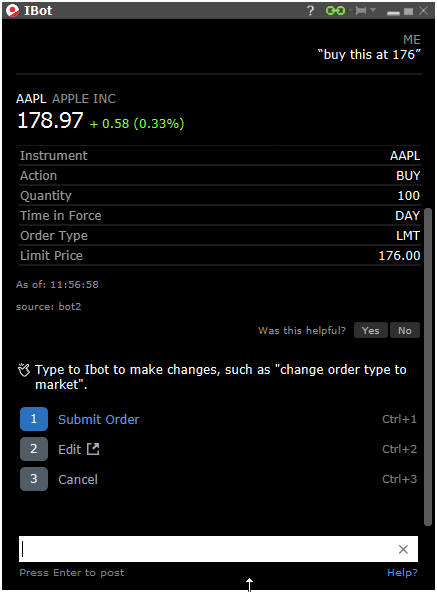 IBot
?
ME
“buy this at 176”
AAPL APPLE INC
178.97 + 0.58 (0.33%)
Instrument AAPL
Action BUY
Quantity 100
Time in Force DAY
Order Type LMT
Limit Price 176.00
As of: 11:56:58
source: bot2
Was this helpful? Yes No
Type to Ibot to make changes, such as "change order type to
market".
1 Submit Order Ctrl+1
2 Edit Ctrl+2
3 Cancel Ctrl+3
Press Enter to post Help?